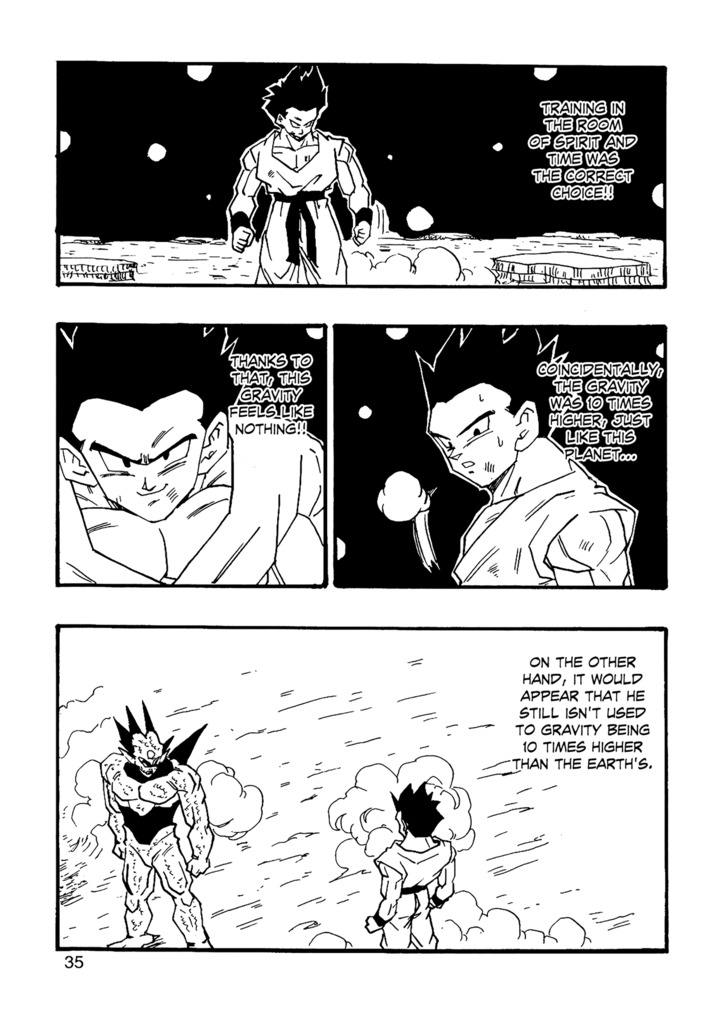 TRAINING IN
THE ROOM
OF SPIRIT AND
TIME WAS
THE CORRECT
CHOICE!!
THANKS TO
THAT, THIS
GRAVITY
FEELS LIKE
NOTHING!!
COINCIDENTALLY,
THE GRAVITY
WAS 10 TIMES
HIGHER, JUST
LIKE THIS
PLANET...
ON THE OTHER
HAND, IT WOULD
APPEAR THAT HE
STILL ISN'T USED
TO GRAVITY BEING
10 TIMES HIGHER
THAN THE EARTH'S.
35